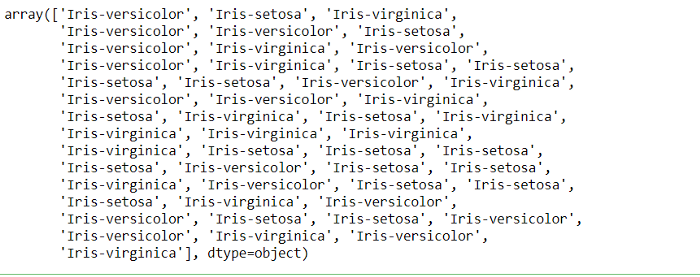 array(['Iris-versicolor', 'Iris-setosa', 'Iris-virginica',
'Iris-versicolor', 'Iris-versicolor', 'Iris-setosa',
'Iris-versicolor', 'Iris-virginica', 'Iris-versicolor',
'Iris-versicolor', 'Iris-virginica', 'Iris-setosa', 'Iris-setosa',
'Iris-setosa', 'Iris-setosa', 'Iris-versicolor', 'Iris-virginica',
'Iris-versicolor', 'Iris-versicolor', 'Iris-virginica',
'Iris-setosa', 'Iris-virginica', 'Iris-setosa', 'Iris-virginica',
'Iris-virginica', 'Iris-virginica', 'Iris-virginica',
'Iris-virginica', 'Iris-setosa', 'Iris-setosa', 'Iris-setosa',
'Iris-setosa', 'Iris-versicolor', 'Iris-setosa', 'Iris-setosa',
'Iris-virginica', 'Iris-versicolor', 'Iris-setosa', 'Iris-setosa',
'Iris-setosa', 'Iris-virginica', 'Iris-versicolor',
'Iris-versicolor', 'Iris-setosa', 'Iris-setosa', 'Iris-versicolor',
'Iris-versicolor', 'Iris-virginica', 'Iris-versicolor',
'Iris-virginica'], dtype=object)